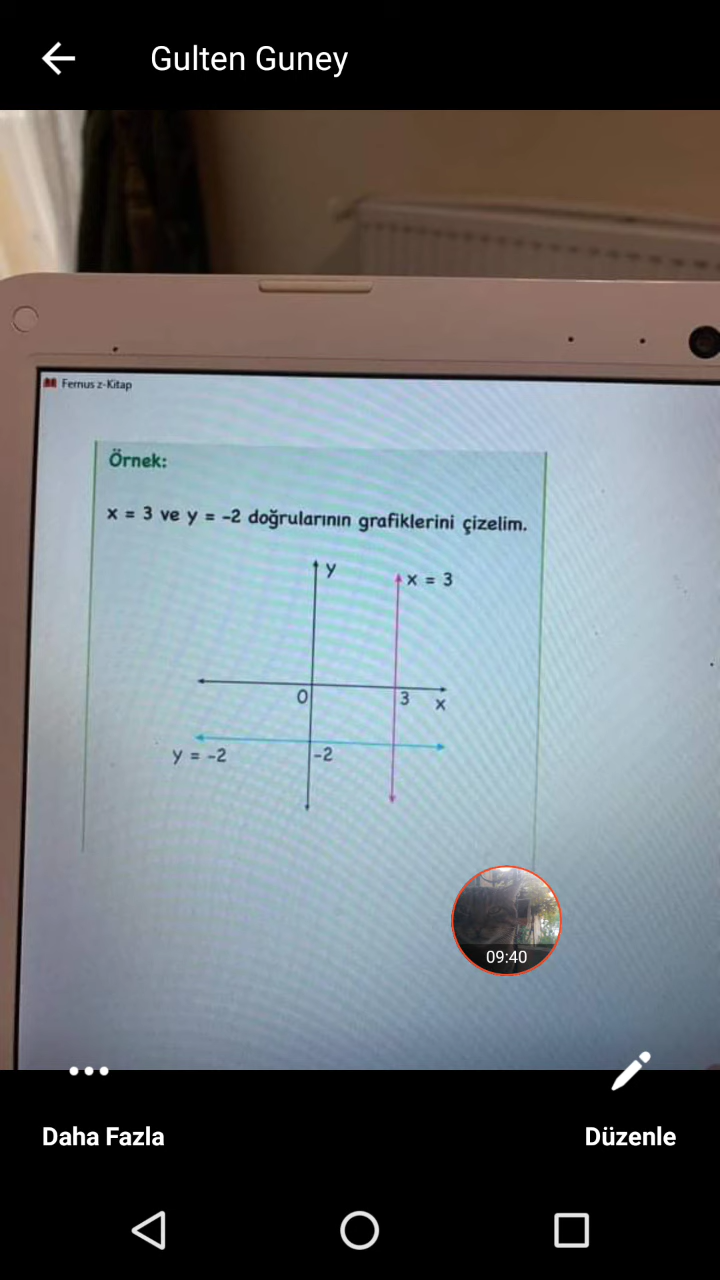 Gulten Guney
Fernus z-Kitap
Örnek:
x = 3 ve y = -2 doğrularının grafiklerini çizelim.
y
x = 3
0
3
x
y = -2
-2
09:40
Daha Fazla
Düzenle